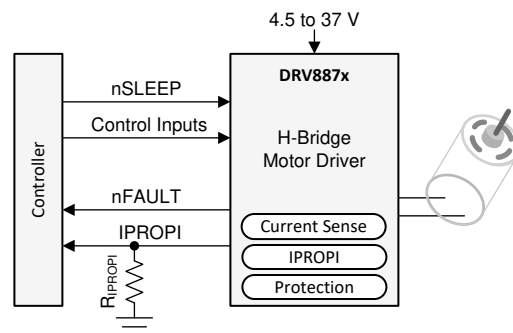 4.5 to 37 V
DRV887x
nSLEEP
Control Inputs
H-Bridge
Motor Driver
Controller
nFAULT
IPROPI
Current Sense
IPROPI
Protection
RIPROPI